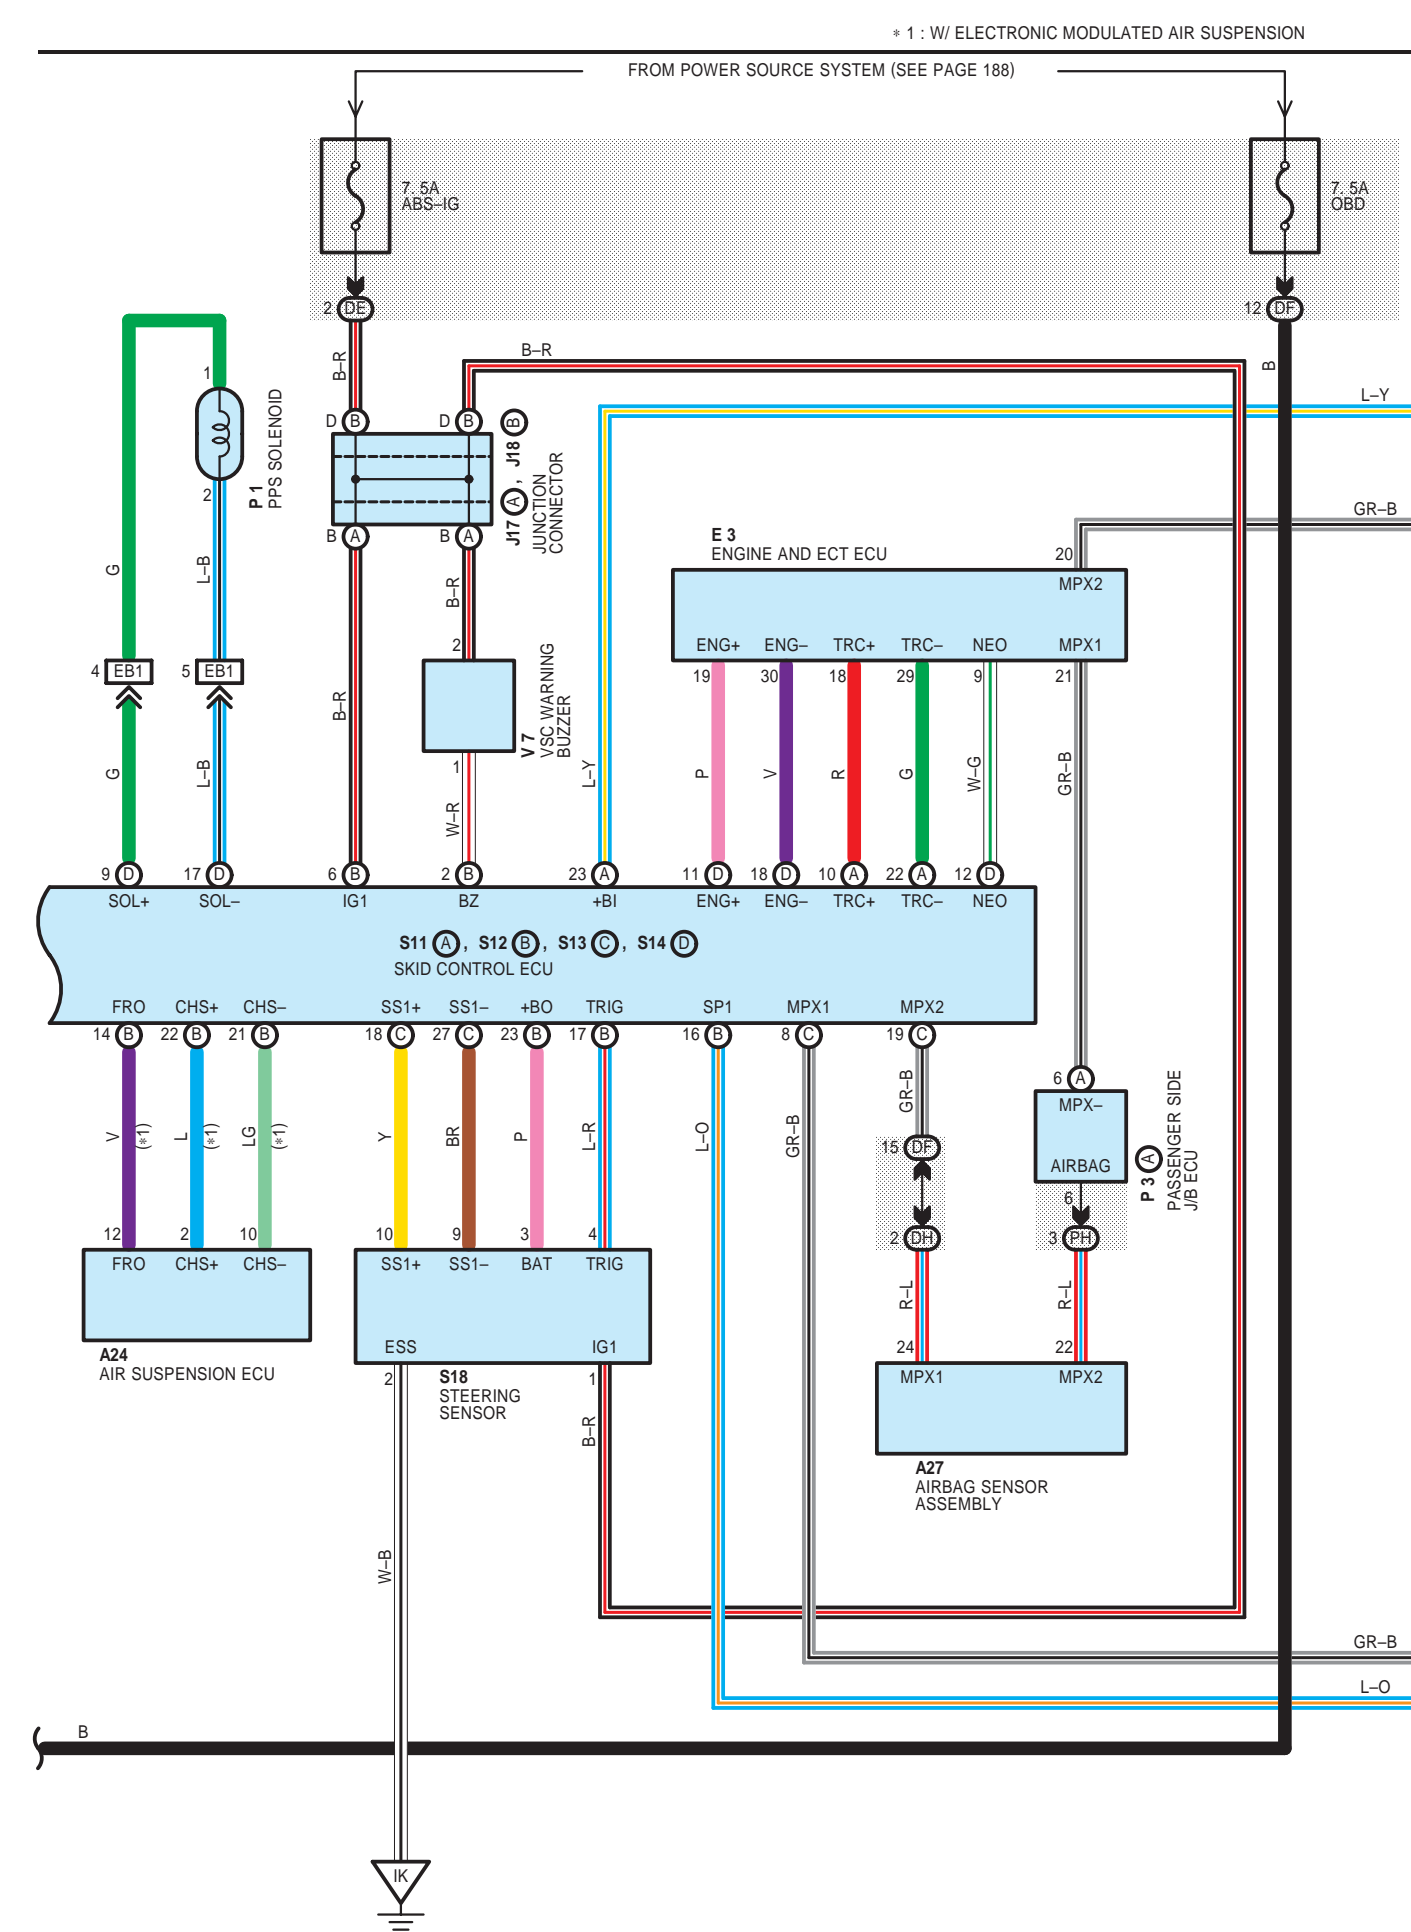 * 1 : W/ ELECTRONIC MODULATED AIR SUSPENSION
FROM POWER SOURCE SYSTEM (SEE PAGE 188)
7. 5A
ABS–IG
7. 5A
OBD
2 DE
12 DF
B–R
B–R
B
L–Y
1
D B
D B
J17 A , J18 B
JUNCTION
CONNECTOR
P 1
PPS SOLENOID
2
B A
B A
GR–B
E 3
ENGINE AND ECT ECU
20
MPX2
G
L–B
B–R
2
ENG+ ENG– TRC+ TRC– NEO MPX1
4 EB1
5 EB1
19 30 18 29 9 21
B–R
V 7
VSC WARNING
BUZZER
1
G
L–B
W–R
L–Y
P
V
R
G
W–G
GR–B
9 D
17 D
6 B
2 B
23 A
11 D
18 D
10 A
22 A
12 D
SOL+ SOL– IG1 BZ +BI ENG+ ENG– TRC+ TRC– NEO
S11 A , S12 B , S13 C , S14 D
SKID CONTROL ECU
FRO CHS+ CHS– SS1+ SS1– +BO TRIG SP1 MPX1 MPX2
14 B
22 B
21 B
18 C
27 C
23 B
17 B
16 B
8 C
19 C
GR–B
6 A
MPX–
AIRBAG
P 3 A
PASSENGER SIDE
J/B ECU
V
(*1)
L
(*1)
LG
(*1)
Y
BR
P
L–R
L–O
GR–B
15 DF
6
12 2 10 10 9 3 4
2 DH
3 PH
FRO CHS+ CHS– SS1+ SS1– BAT TRIG
R–L
R–L
ESS IG1
24 22
A24
AIR SUSPENSION ECU
2
S18
STEERING
SENSOR
1
MPX1 MPX2
B–R
A27
AIRBAG SENSOR
ASSEMBLY
W–B
GR–B
L–O
B
IK